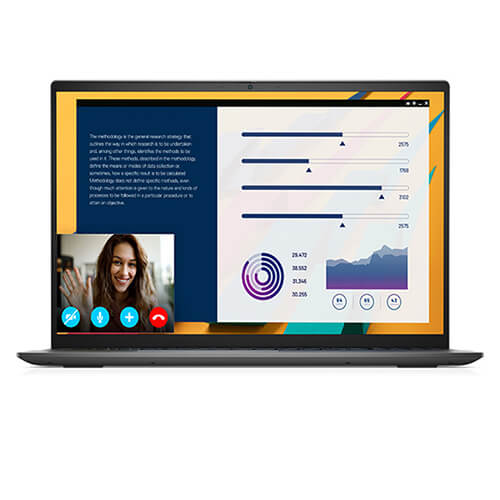 The methodology is the general research strategy that
outlines the way in which research is to be undertaken
and, among other things, identifies the methods to be
used in it. These methods, described in the methodology,
define the means or modes of data collection or,
sometimes, how a specific result is to be calculated.
Methodology does not define specific methods, even
though much attention is given to the nature and kinds of
processes to be followed in a particular procedure or to
attain an objective.
2575
1768
3102
2575
29.472
38.552
31.346
30.255
64
65
43